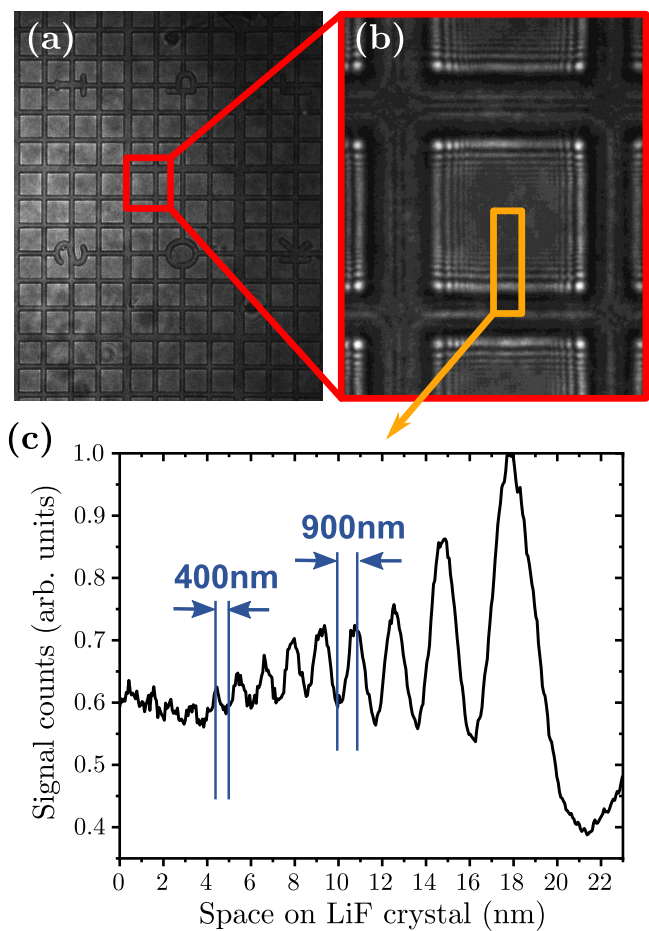 (a)
(b)
(c)
1.0
0.9
0.8
0.7
0.6
0.5
0.4
Signal counts (arb. units)
400nm
900nm
0 2 4 6 8 10 12 14 16 18 20 22
Space on LiF crystal (nm)